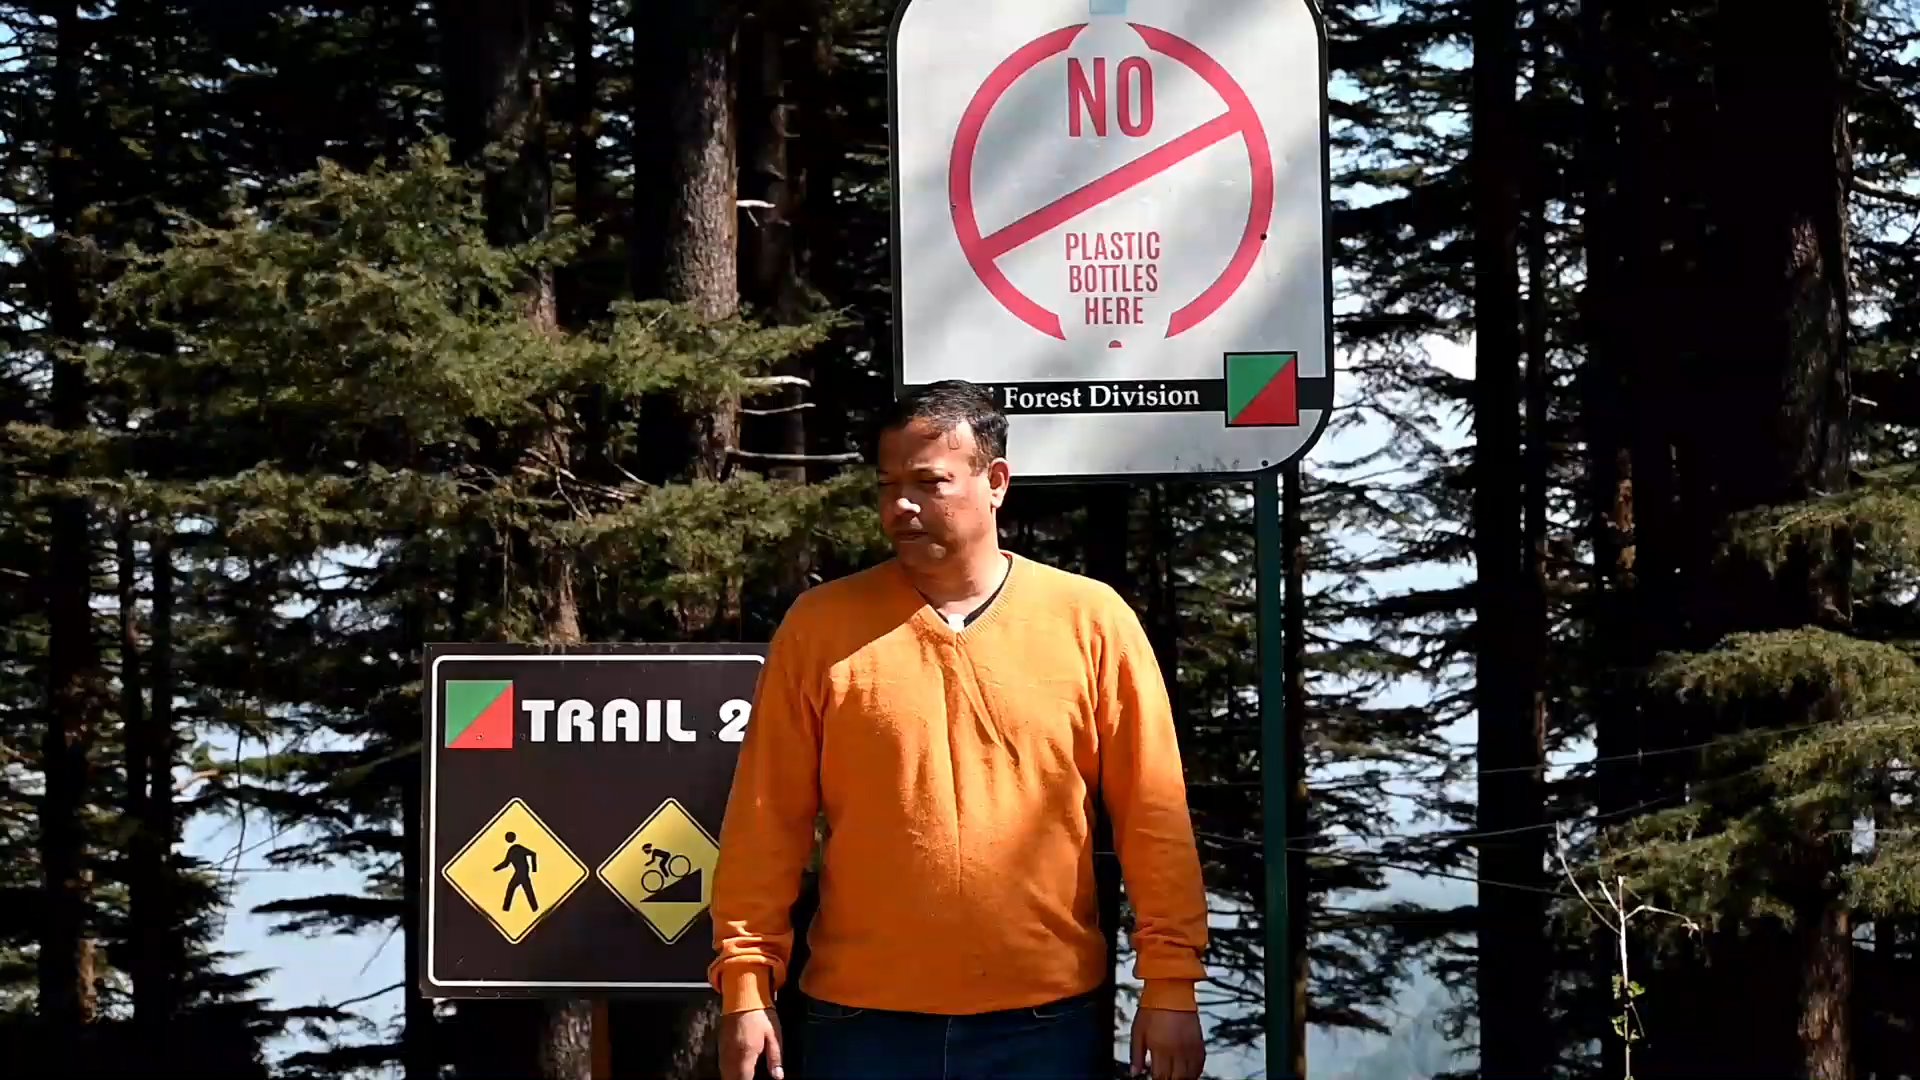 NO
PLASTIC
BOTTLES
HERE
Forest Division
TRAIL 2